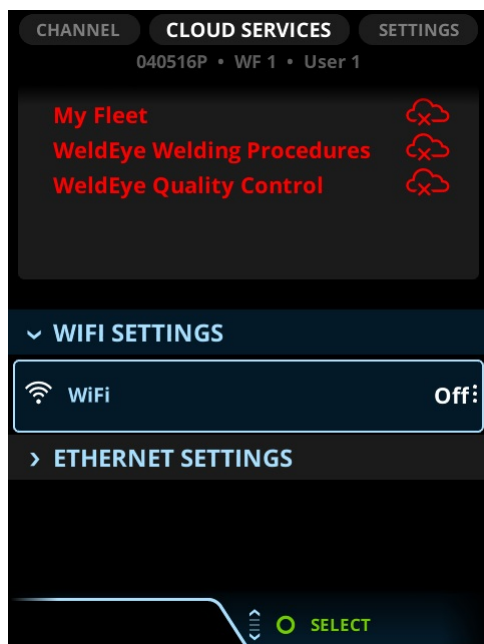 CHANNEL CLOUD SERVICES SETTINGS
040516P • WF 1 • User 1
My Fleet
WeldEye Welding Procedures
WeldEye Quality Control
WIFI SETTINGS
WiFi Off
ETHERNET SETTINGS
SELECT